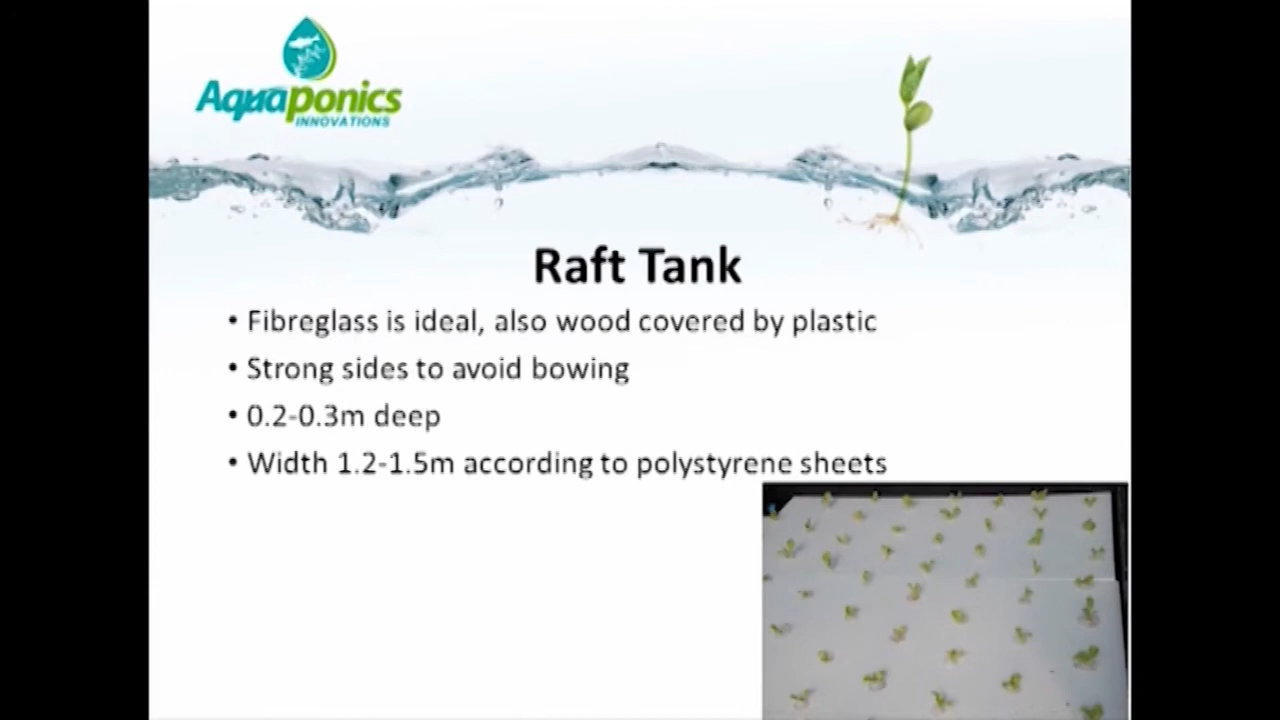 Aquaponics
INNOVATIONS
Raft Tank
• Fibreglass is ideal, also wood covered by plastic
• Strong sides to avoid bowing
• 0.2-0.3m deep
• Width 1.2-1.5m according to polystyrene sheets